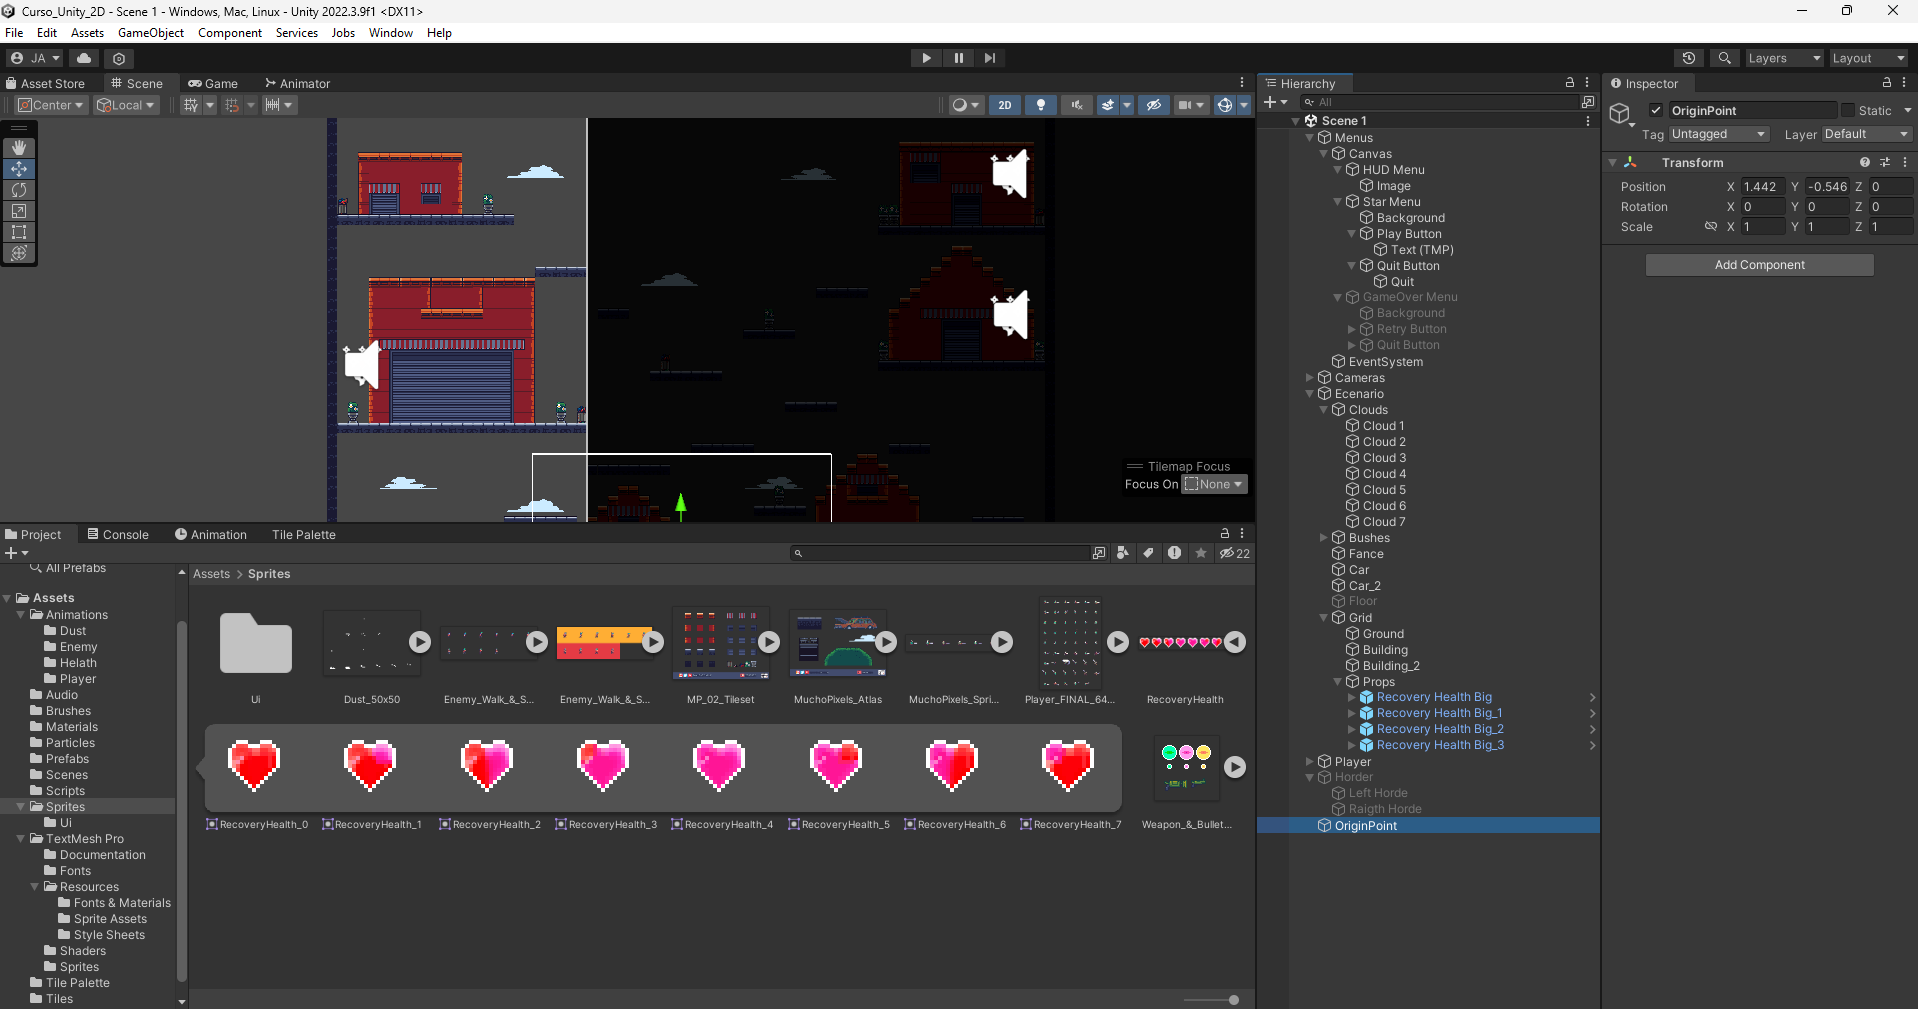 Curso_Unity_2D - Scene 1 - Windows, Mac, Linux - Unity 2022.3.9f1 <DX11>
File Edit Assets GameObject Component Services Jobs Window Help
JA
Layers
Layout
Asset Store
Scene
Game
Animator
Center
Local
2D
Tilemap Focus
Focus On None
Project
Console
Animation
Tile Palette
22
All Prefabs
Assets
Animations
Dust
Enemy
Helath
Player
Audio
Brushes
Materials
Particles
Prefabs
Scenes
Scripts
Sprites
Ui
TextMesh Pro
Documentation
Fonts
Resources
Fonts & Materials
Sprite Assets
Style Sheets
Shaders
Sprites
Tile Palette
Tiles
Assets > Sprites
Ui
Dust_50x50
Enemy_Walk_&_S...
Enemy_Walk_&_S...
MP_02_Tileset
MuchoPixels_Atlas
MuchoPixels_Spri...
Player_FINAL_64...
RecoveryHealth
RecoveryHealth_0
RecoveryHealth_1
RecoveryHealth_2
RecoveryHealth_3
RecoveryHealth_4
RecoveryHealth_5
RecoveryHealth_6
RecoveryHealth_7
Weapon_&_Bullet...
Hierarchy
All
Scene 1
Menus
Canvas
HUD Menu
Image
Star Menu
Background
Play Button
Text (TMP)
Quit Button
Quit
GameOver Menu
Background
Retry Button
Quit Button
EventSystem
Cameras
Ecenario
Clouds
Cloud 1
Cloud 2
Cloud 3
Cloud 4
Cloud 5
Cloud 6
Cloud 7
Bushes
Fance
Car
Car_2
Floor
Grid
Ground
Building
Building_2
Props
Recovery Health Big
Recovery Health Big_1
Recovery Health Big_2
Recovery Health Big_3
Player
Horder
Left Horde
Raigth Horde
OriginPoint
Inspector
OriginPoint
Static
Tag Untagged
Layer Default
Transform
Position X 1.442 Y -0.546 Z 0
Rotation X 0 Y 0 Z 0
Scale X 1 Y 1 Z 1
Add Component